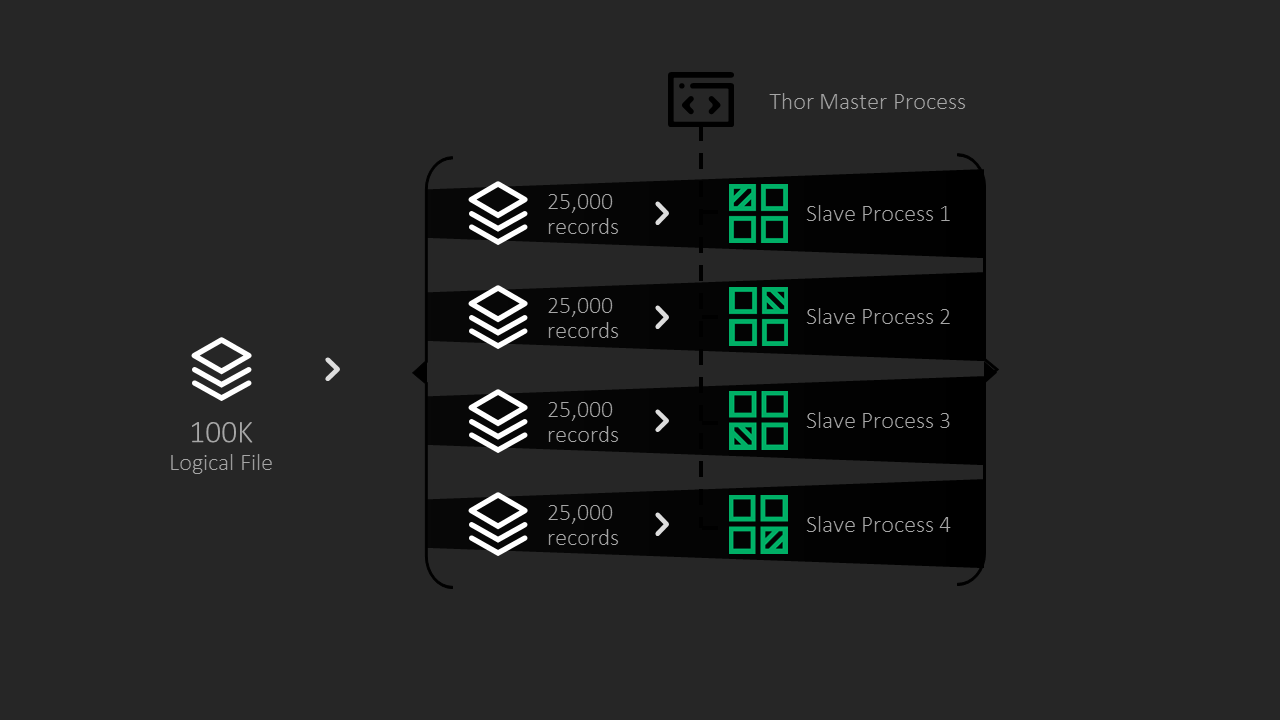 Thor Master Process
25,000
records
Slave Process 1
25,000
records
Slave Process 2
100K
Logical File
25,000
records
Slave Process 3
25,000
records
Slave Process 4